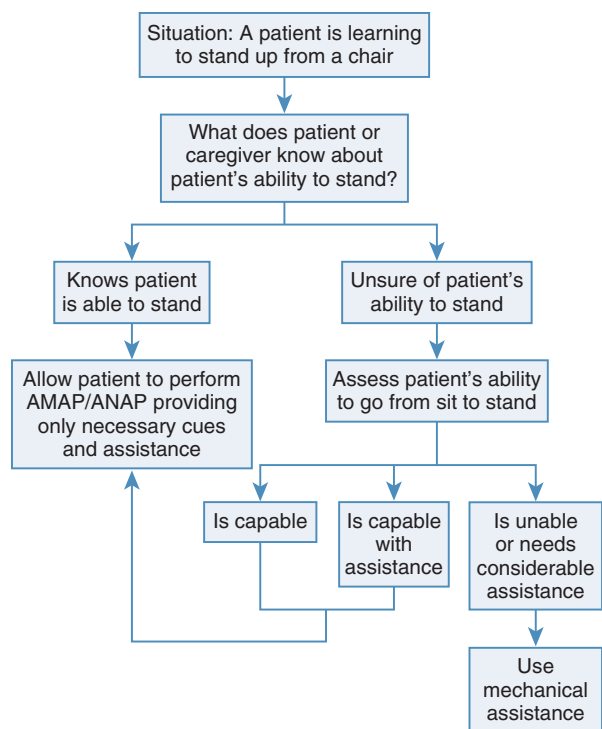 Situation: A patient is learning
to stand up from a chair
What does patient or
caregiver know about
patient's ability to stand?
Knows patient
is able to stand
Unsure of patient's
ability to stand
Allow patient to perform
AMAP/ANAP providing
only necessary cues
and assistance
Assess patient's ability
to go from sit to stand
Is capable
Is capable
with
assistance
Is unable
or needs
considerable
assistance
Use
mechanical
assistance